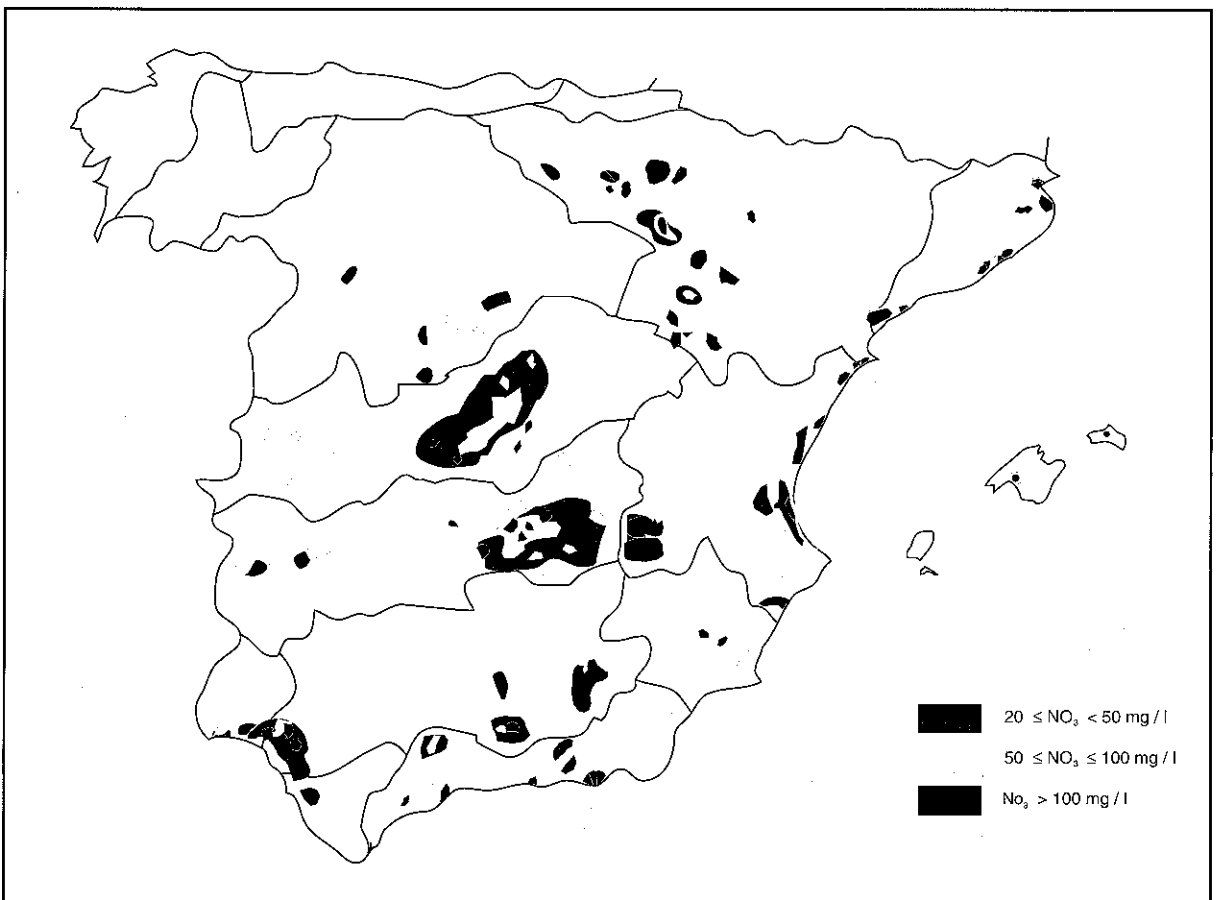 20 ≤ NO₃ < 50 mg / l
50 ≤ NO₃ ≤ 100 mg / l
No₃ > 100 mg / l